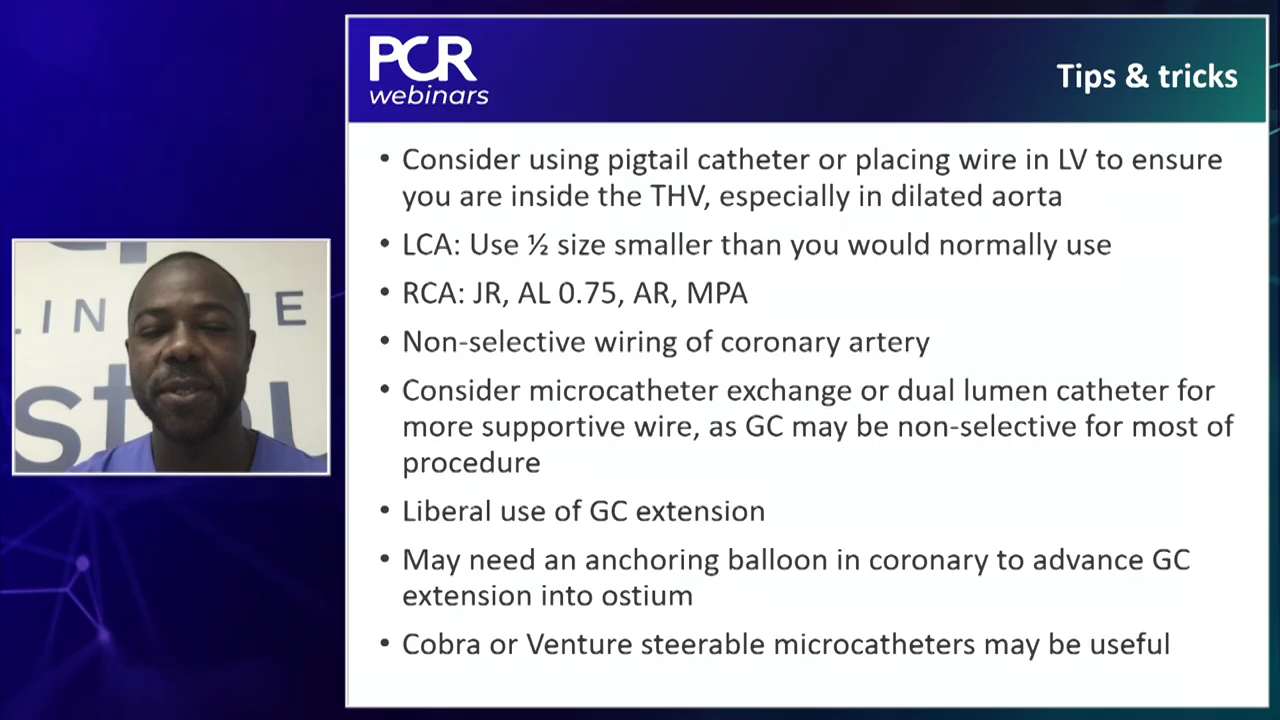 PCR
webinars
Tips & tricks
• Consider using pigtail catheter or placing wire in LV to ensure
you are inside the THV, especially in dilated aorta
• LCA: Use ½ size smaller than you would normally use
• RCA: JR, AL 0.75, AR, MPA
• Non-selective wiring of coronary artery
• Consider microcatheter exchange or dual lumen catheter for
more supportive wire, as GC may be non-selective for most of
procedure
• Liberal use of GC extension
• May need an anchoring balloon in coronary to advance GC
extension into ostium
• Cobra or Venture steerable microcatheters may be useful